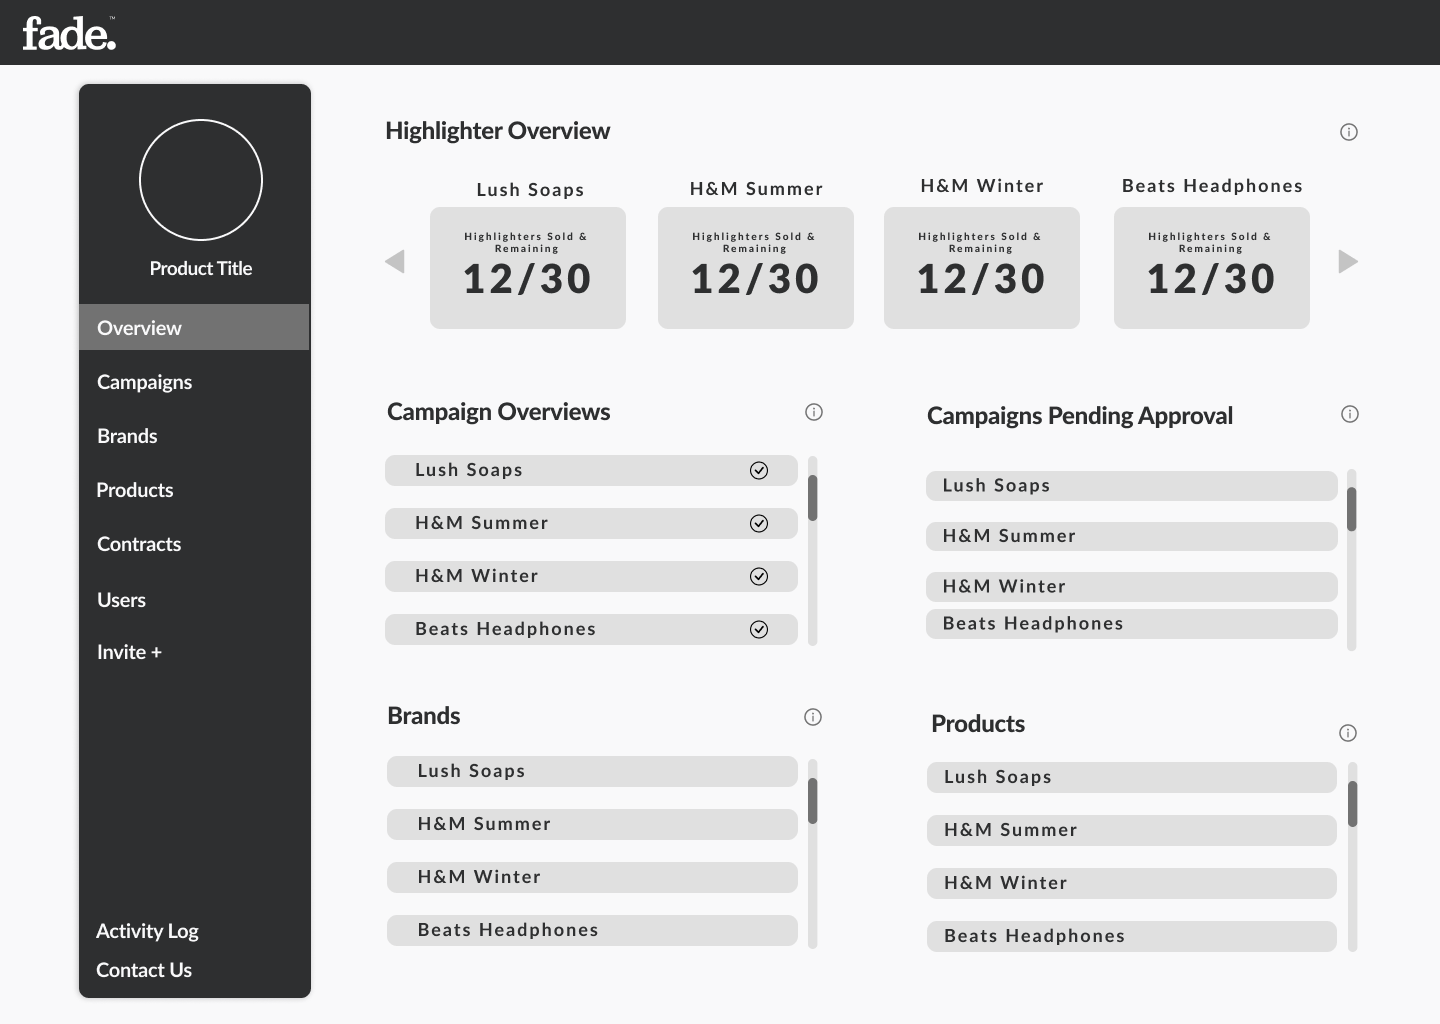 fade.™
Product Title
Overview
Campaigns
Brands
Products
Contracts
Users
Invite +
Activity Log
Contact Us
Highlighter Overview
Lush Soaps
Highlighters Sold &
Remaining
12/30
H&M Summer
Highlighters Sold &
Remaining
12/30
H&M Winter
Highlighters Sold &
Remaining
12/30
Beats Headphones
Highlighters Sold &
Remaining
12/30
Campaign Overviews
Lush Soaps
H&M Summer
H&M Winter
Beats Headphones
Campaigns Pending Approval
Lush Soaps
H&M Summer
H&M Winter
Beats Headphones
Brands
Lush Soaps
H&M Summer
H&M Winter
Beats Headphones
Products
Lush Soaps
H&M Summer
H&M Winter
Beats Headphones